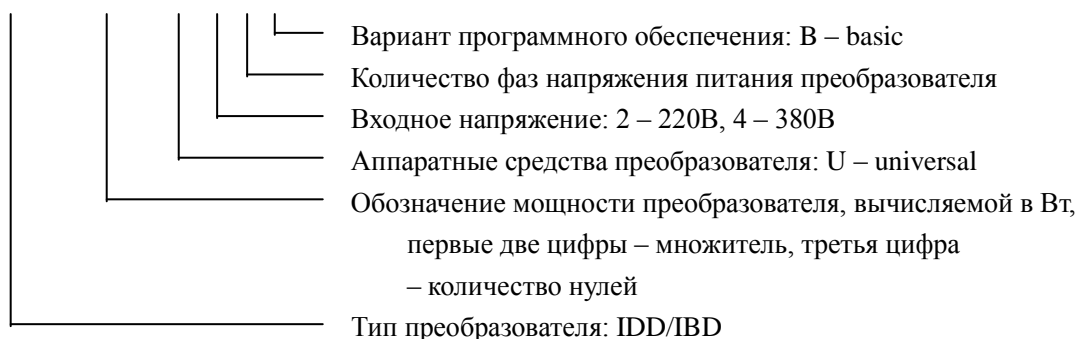 Вариант программного обеспечения: B – basic
Количество фаз напряжения питания преобразователя
Входное напряжение: 2 – 220В, 4 – 380В
Аппаратные средства преобразователя: U – universal
Обозначение мощности преобразователя, вычисляемой в Вт,
первые две цифры – множитель, третья цифра
– количество нулей
Тип преобразователя: IDD/IBD